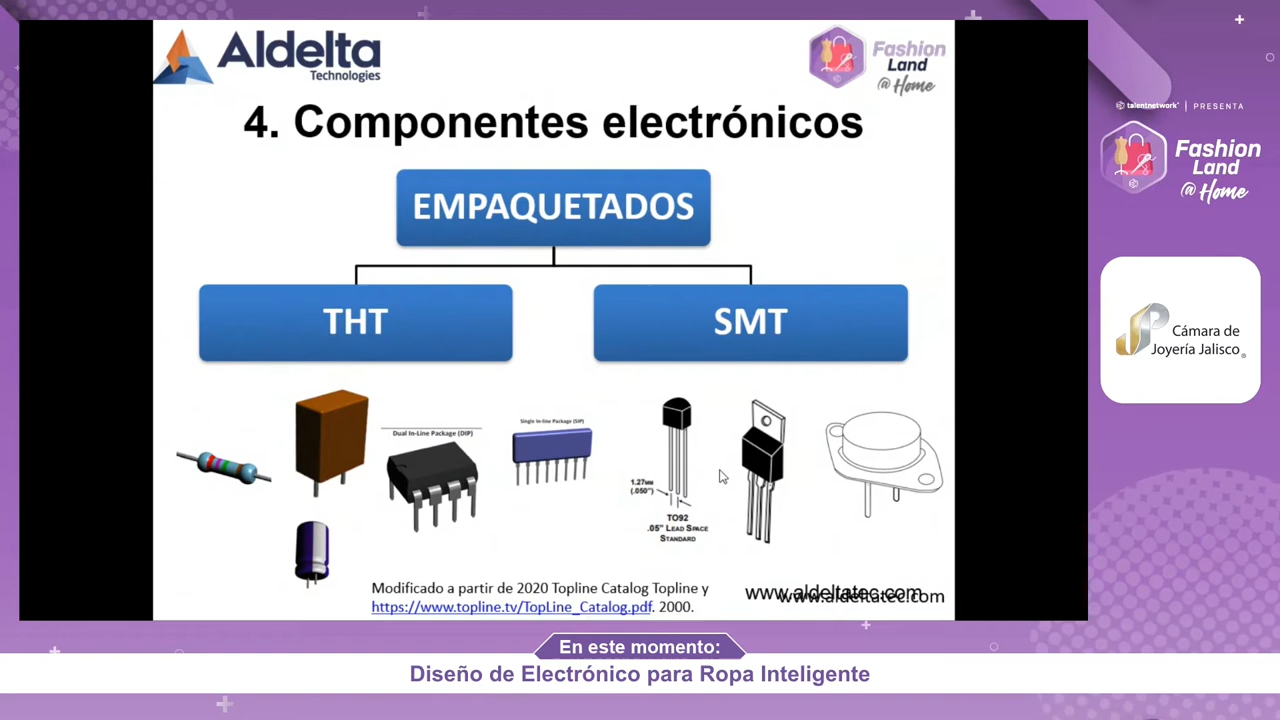 Aldelta
Technologies
Fashion
Land
@ Home
4. Componentes electrónicos
EMPAQUETADOS
THT
SMT
Dual In-Line Package (DIP)
Single In-line Package (SIP)
1.27MM
(.050")
TO92
.05" LEAD SPACE
STANDARD
Modificado a partir de 2020 Topline Catalog Topline y
https://www.topline.tv/TopLine_Catalog.pdf. 2000.
www.aldeltatec.com
www.aldeltatec.com
talentnetwork | PRESENTA
Fashion
Land
@ Home
Cámara de
Joyería Jalisco
En este momento:
Diseño de Electrónico para Ropa Inteligente